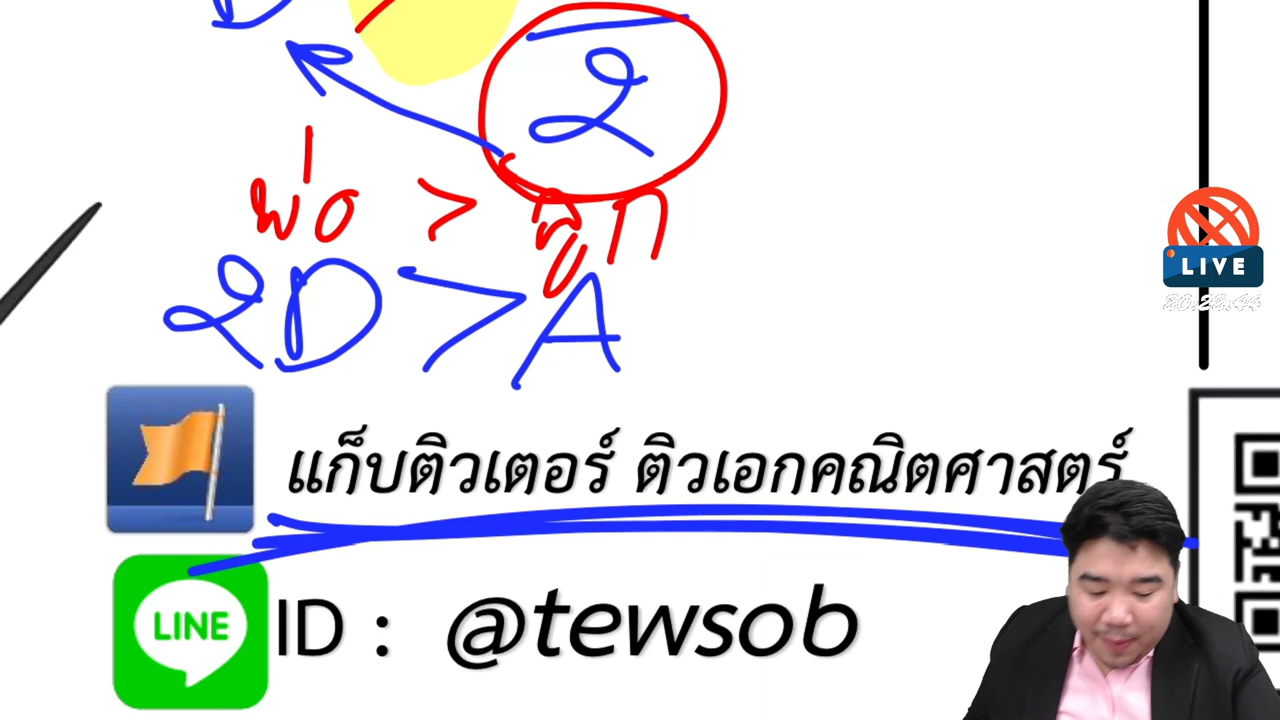 2
พ่อ > ลูก
2D > A
LIVE
แก็บติวเตอร์ ติวเอกคณิตศาสตร์
LINE ID : @tewsob